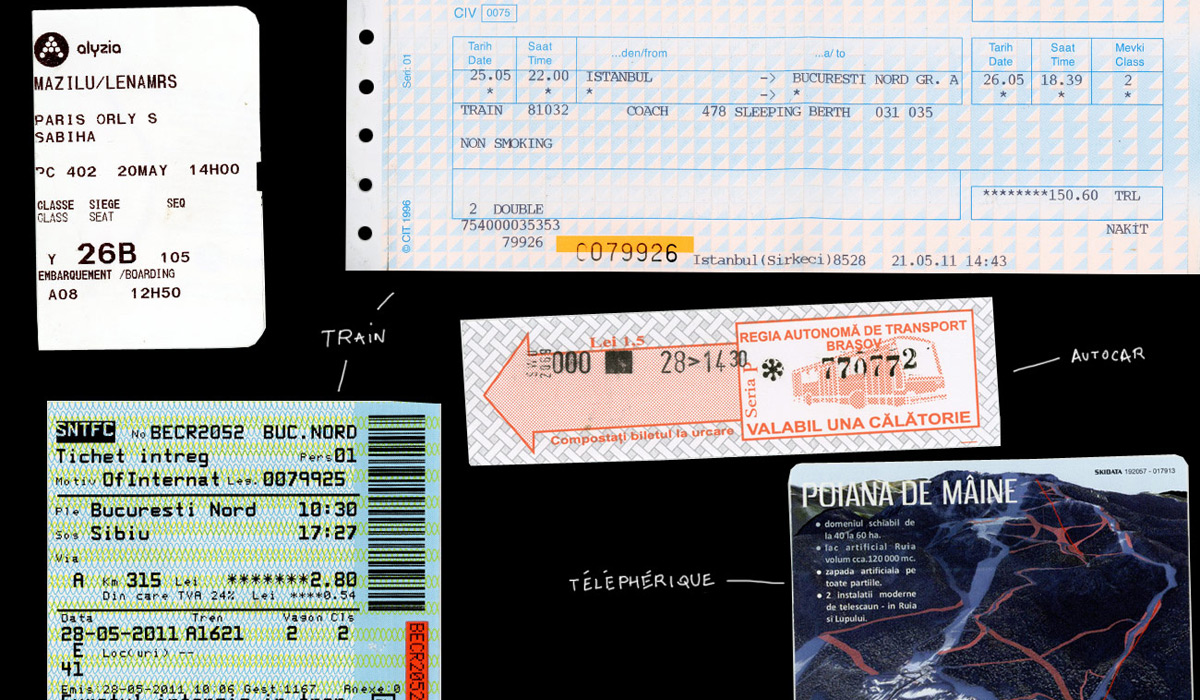 alyzia
MAZILU/LENAMRS
PARIS ORLY S
SABIHA
PC 402 20MAY 14H00
CLASSE SIEGE SEQ
CLASS SEAT
Y 26B 105
EMBARQUEMENT /BOARDING
A08 12H50
CIV 0075
Seri: 01
© CIT 1996
Tarih Saat ...den/from ...a/ to Tarih Saat Mevki
Date Time Date Time Class
25.05 22.00 ISTANBUL -> BUCURESTI NORD GR. A 26.05 18.39 2
* * * -> * * * *
TRAIN 81032 COACH 478 SLEEPING BERTH 031 035
NON SMOKING
********150.60 TRL
2 DOUBLE
754000035353 NAKİT
79926 C079926 Istanbul(Sirkeci)8528 21.05.11 14:43
TRAIN
Lei 1,5
000 28>14 30
Compostaţi biletul la urcare
Seria P
REGIA AUTONOMĂ DE TRANSPORT
BRAŞOV
770772
VALABIL UNA CĂLĂTORIE
AUTOCAR
SNTFC No BECR2052 BUC.NORD
Tichet intreg Pers 01
Motiv OfInternat Leg. 0079925
Ple Bucuresti Nord 10:30
Sos Sibiu 17:27
Via
A Km 315 Lei *******2.80
Din care TVA 24% Lei ****0.54
Data Tren Vagon Cls
28-05-2011 A1621 2 2
E Loc(uri) --
41
Emis:28-05-2011 10:06 Gest 1167 Anexe:0
BECR2052
TÉLÉPHÉRIQUE
SKIDATA 192067 - 017913
POIANA DE MÂINE
• domeniul schiabil de
la 40 la 60 ha.
• lac artificial Ruia
volum cca.120 000 mc.
• zapada artificiala pe
toate partiile.
• 2 instalatii moderne
de telescaun - in Ruia
si Lupului.